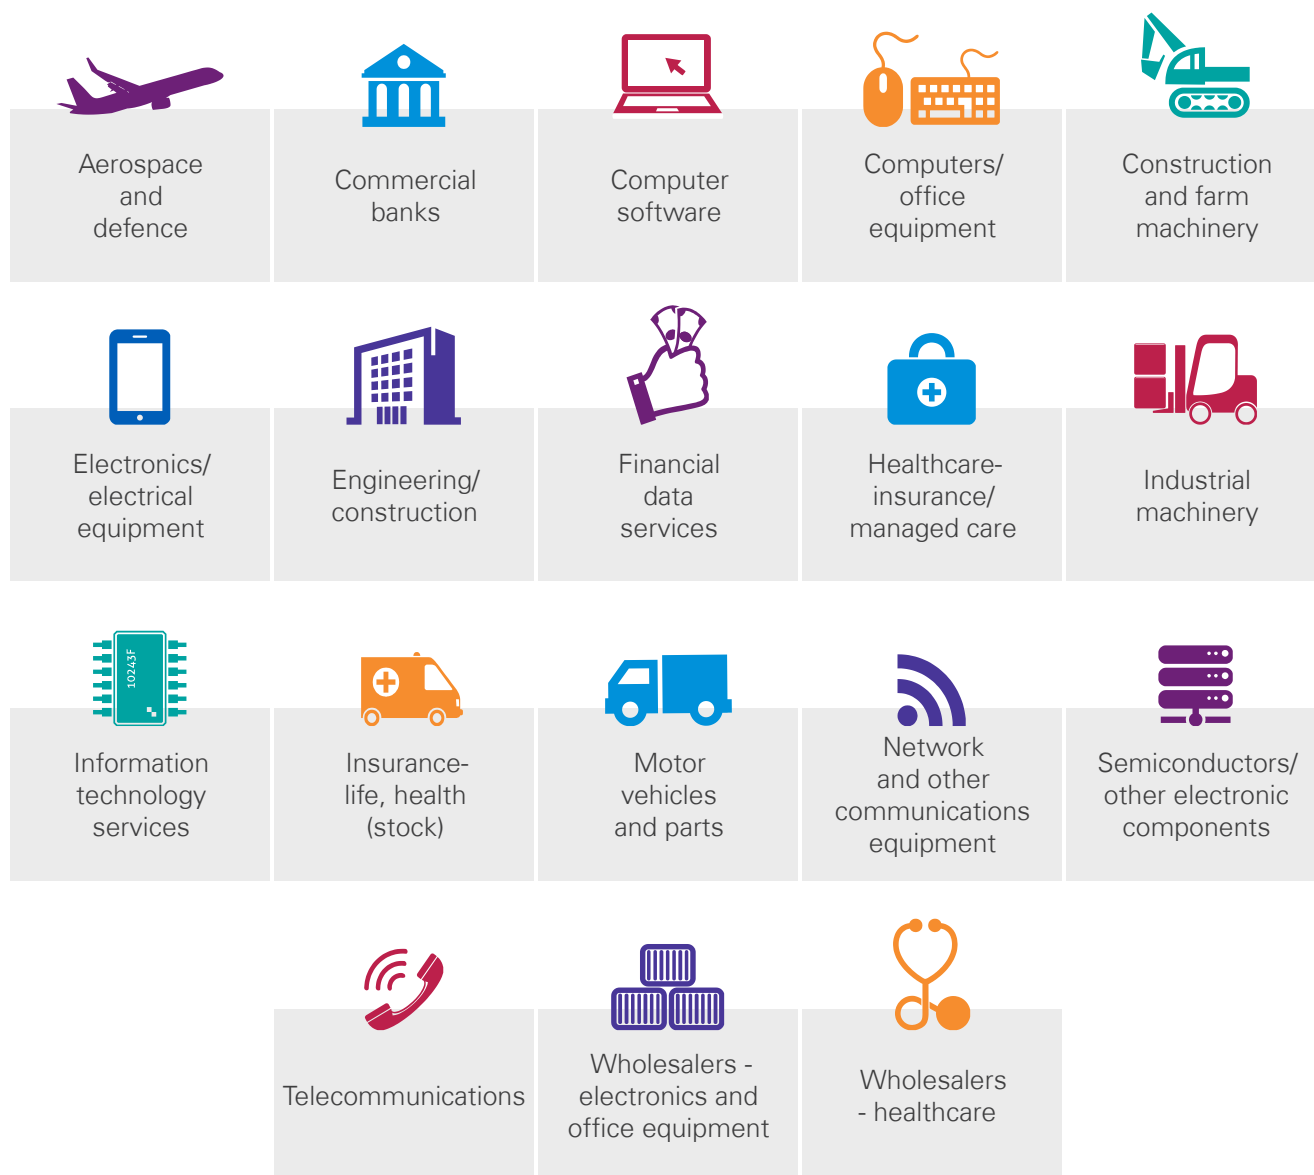 Aerospace
and
defence
Commercial
banks
Computer
software
Computers/
office
equipment
Construction
and farm
machinery
Electronics/
electrical
equipment
Engineering/
construction
Financial
data
services
Healthcare-
insurance/
managed care
Industrial
machinery
10243F
Information
technology
services
Insurance-
life, health
(stock)
Motor
vehicles
and parts
Network
and other
communications
equipment
Semiconductors/
other electronic
components
Telecommunications
Wholesalers -
electronics and
office equipment
Wholesalers
- healthcare